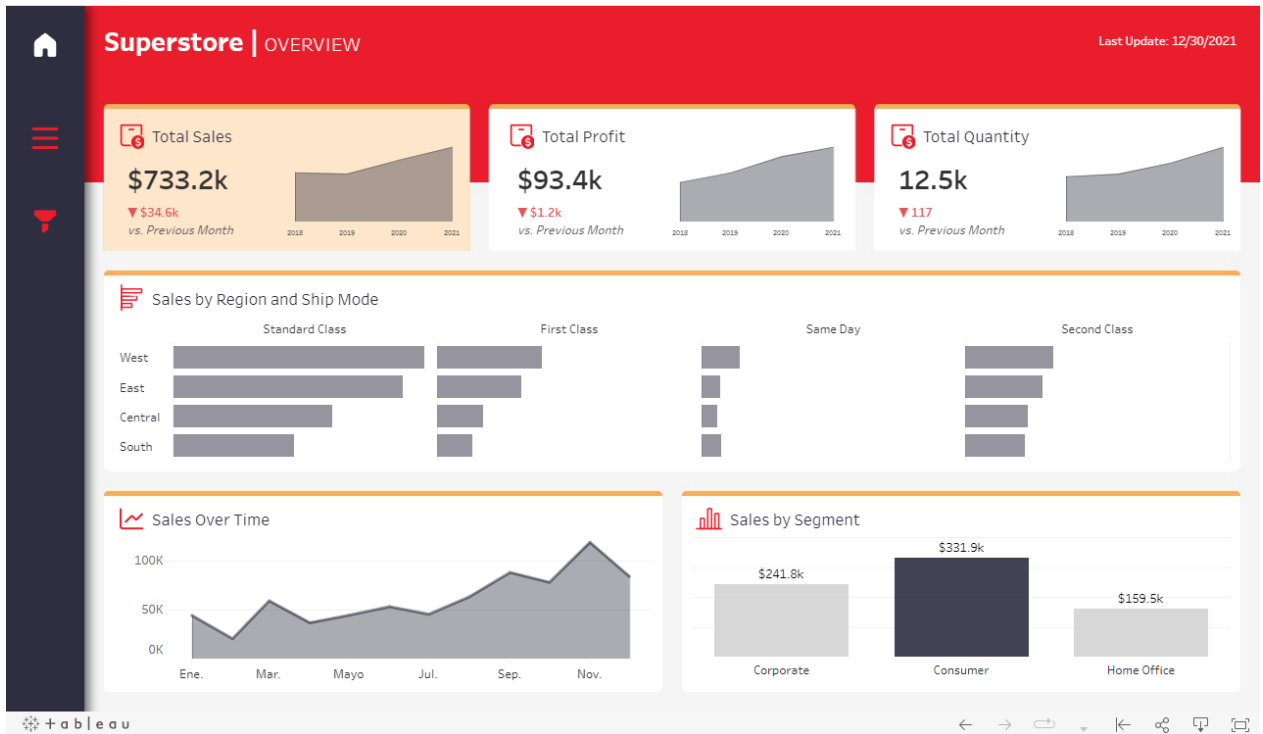 Superstore | OVERVIEW
Last Update: 12/30/2021
Total Sales
$733.2k
▼ $34.6k
vs. Previous Month
2018 2019 2020 2021
Total Profit
$93.4k
▼ $1.2k
vs. Previous Month
2018 2019 2020 2021
Total Quantity
12.5k
▼ 117
vs. Previous Month
2018 2019 2020 2021
Sales by Region and Ship Mode
Standard Class First Class Same Day Second Class
West
East
Central
South
Sales Over Time
100K
50K
0K
Ene. Mar. Mayo Jul. Sep. Nov.
Sales by Segment
$241.8k
$331.9k
$159.5k
Corporate Consumer Home Office
+ a b l e a u